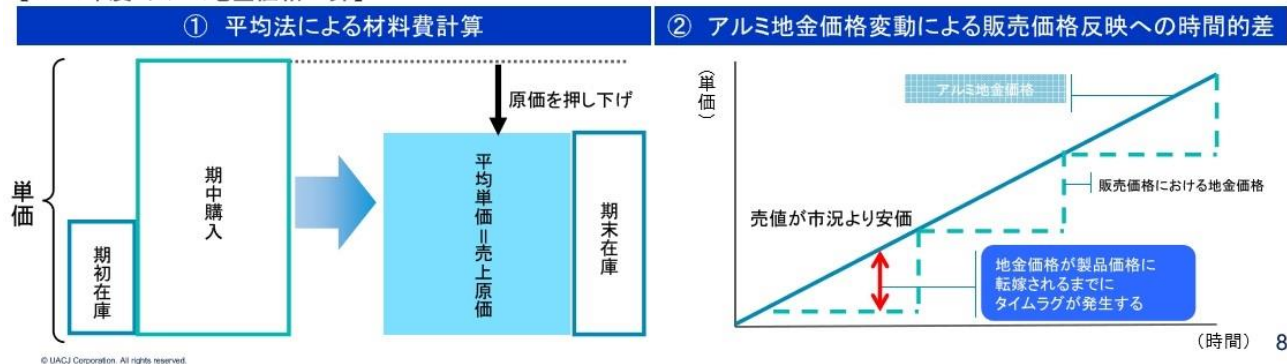 ① 平均法による材料費計算
単価
期初在庫
期中購入
原価を押し下げ
平均単価＝売上原価
期末在庫
② アルミ地金価格変動による販売価格反映への時間的差
（単価）
アルミ地金価格
販売価格における地金価格
売値が市況より安価
地金価格が製品価格に
転嫁されるまでに
タイムラグが発生する
（時間）
8
© UACJ Corporation. All rights reserved.